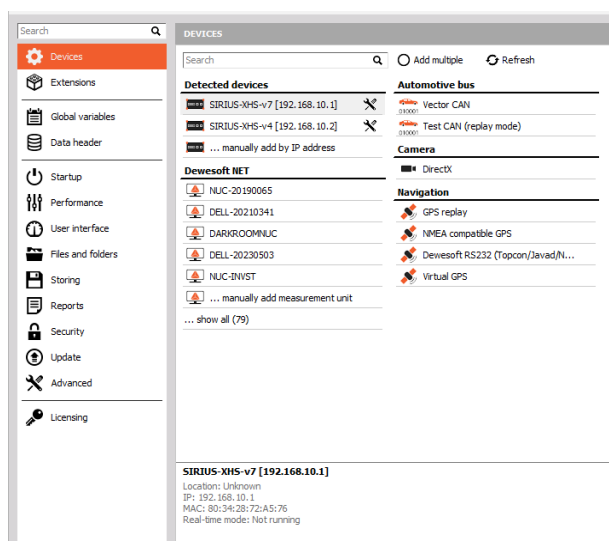 Search
Devices
Extensions
Global variables
Data header
Startup
Performance
User interface
Files and folders
Storing
Reports
Security
Update
Advanced
Licensing
DEVICES
Search
Add multiple
Refresh
Detected devices
SIRIUS-XHS-v7 [192.168.10.1]
SIRIUS-XHS-v4 [192.168.10.2]
... manually add by IP address
Dewesoft NET
NUC-20190065
DELL-20210341
DARKROOMNUC
DELL-20230503
NUC-INVST
... manually add measurement unit
... show all (79)
Automotive bus
010001 Vector CAN
010001 Test CAN (replay mode)
Camera
DirectX
Navigation
GPS replay
NMEA compatible GPS
Dewesoft RS232 (Topcon/Javad/N...
Virtual GPS
SIRIUS-XHS-v7 [192.168.10.1]
Location: Unknown
IP: 192.168.10.1
MAC: 80:34:28:72:A5:76
Real-time mode: Not running